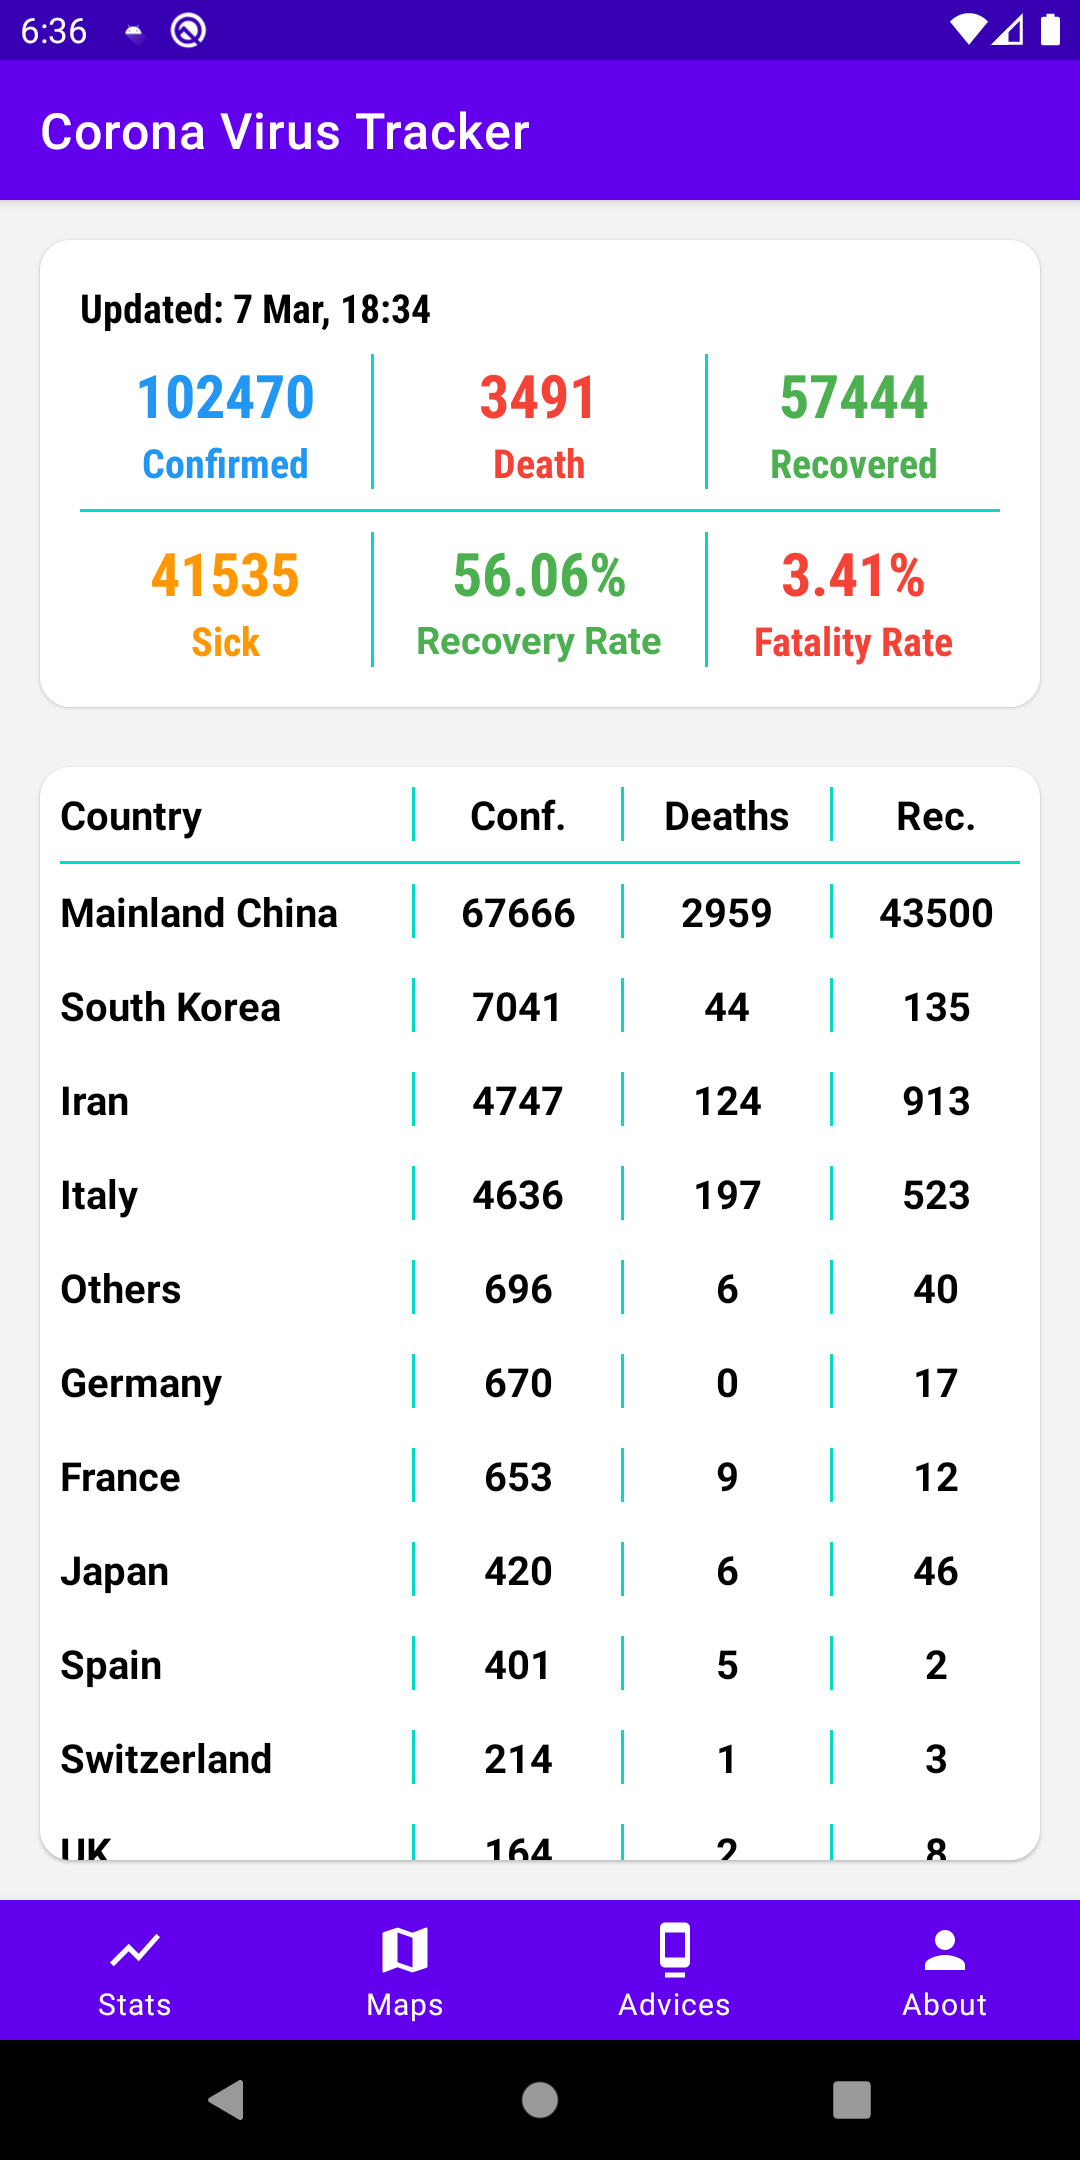 6:36
Corona Virus Tracker
Updated: 7 Mar, 18:34
102470 3491 57444
Confirmed Death Recovered
41535 56.06% 3.41%
Sick Recovery Rate Fatality Rate
Country Conf. Deaths Rec.
Mainland China 67666 2959 43500
South Korea 7041 44 135
Iran 4747 124 913
Italy 4636 197 523
Others 696 6 40
Germany 670 0 17
France 653 9 12
Japan 420 6 46
Spain 401 5 2
Switzerland 214 1 3
UK 164 2 8
Stats Maps Advices About